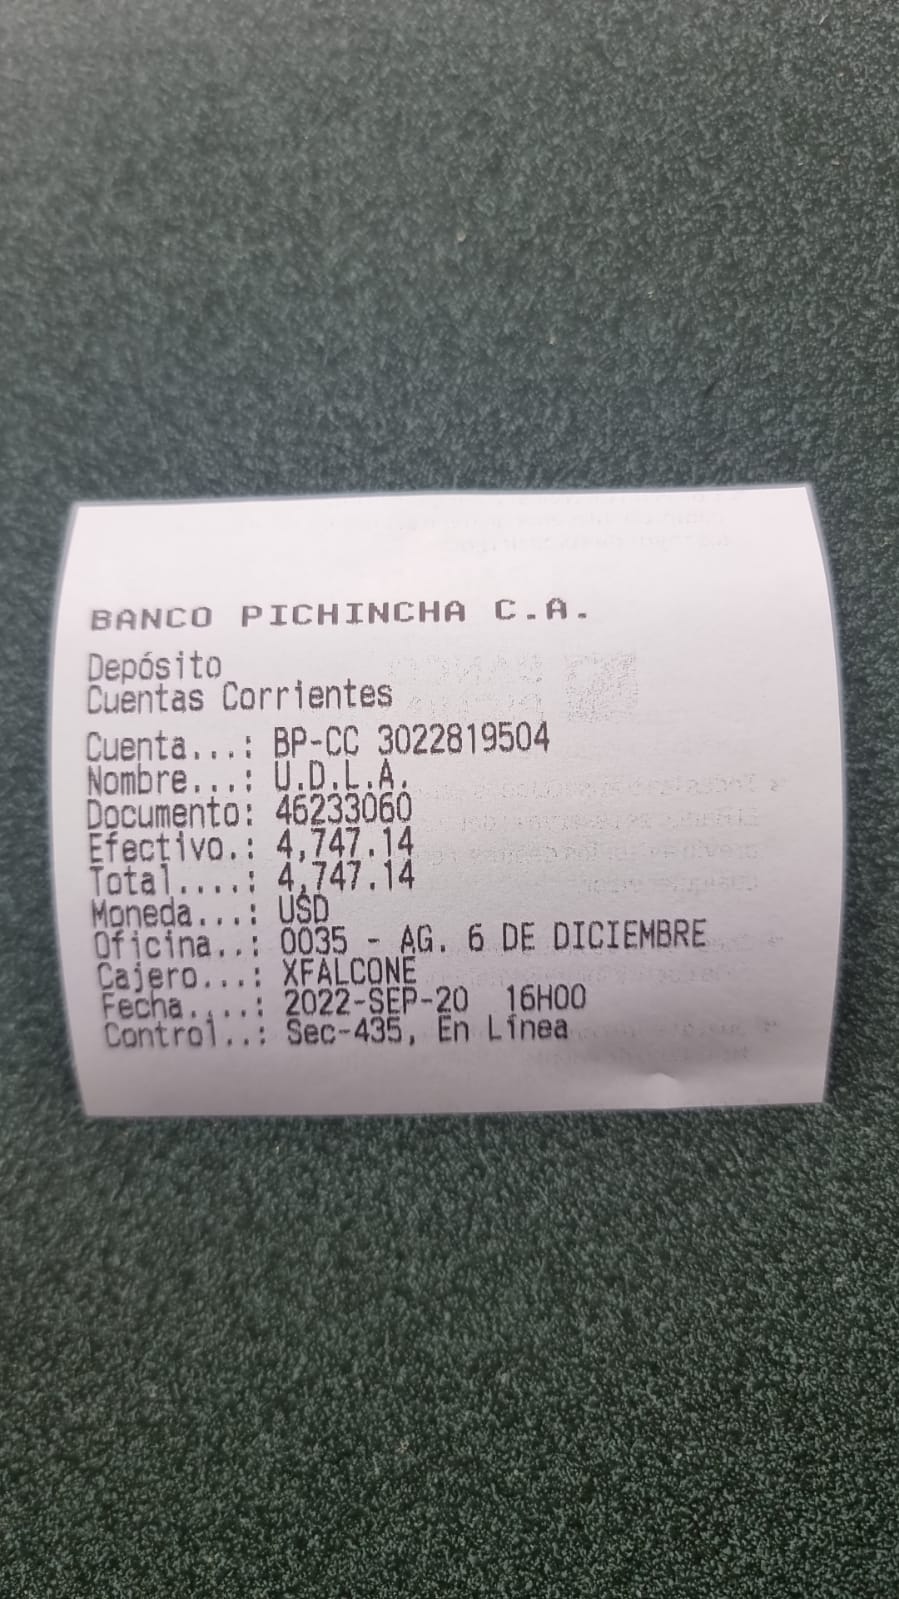 BANCO PICHINCHA C.A.
Depósito
Cuentas Corrientes
Cuenta...: BP-CC 3022819504
Nombre...: U.D.L.A.
Documento: 46233060
Efectivo.: 4,747.14
Total....: 4,747.14
Moneda...: USD
Oficina..: 0035 - AG. 6 DE DICIEMBRE
Cajero...: XFALCONE
Fecha....: 2022-SEP-20 16H00
Control..: Sec-435, En Línea